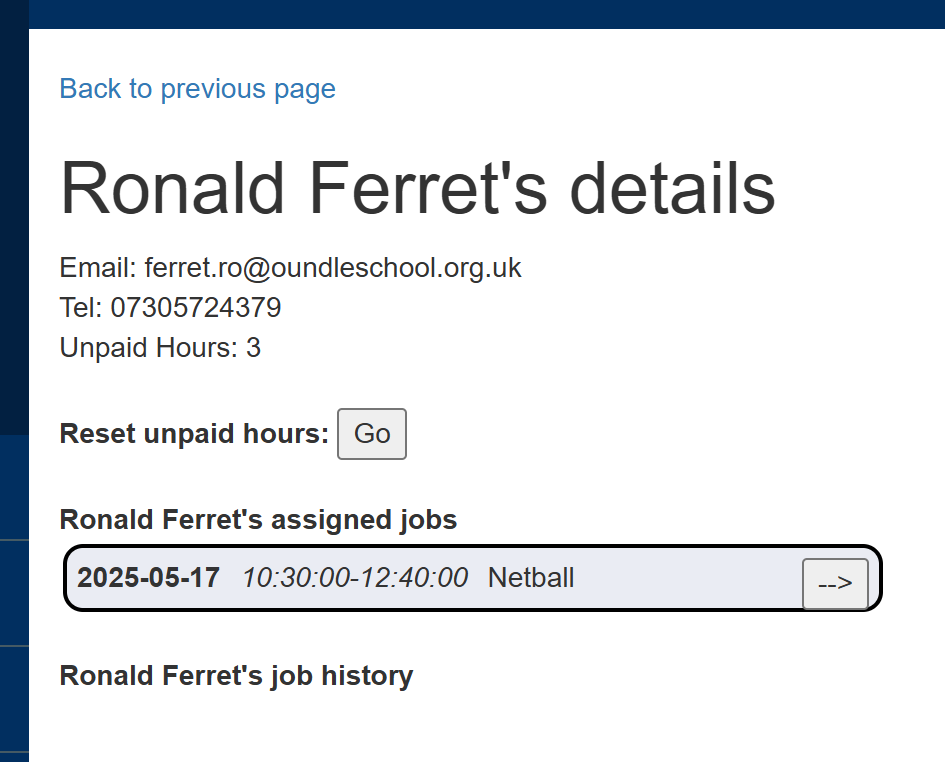 Back to previous page
Ronald Ferret's details
Email: ferret.ro@oundleschool.org.uk
Tel: 07305724379
Unpaid Hours: 3
Reset unpaid hours: Go
Ronald Ferret's assigned jobs
2025-05-17 10:30:00-12:40:00 Netball -->
Ronald Ferret's job history